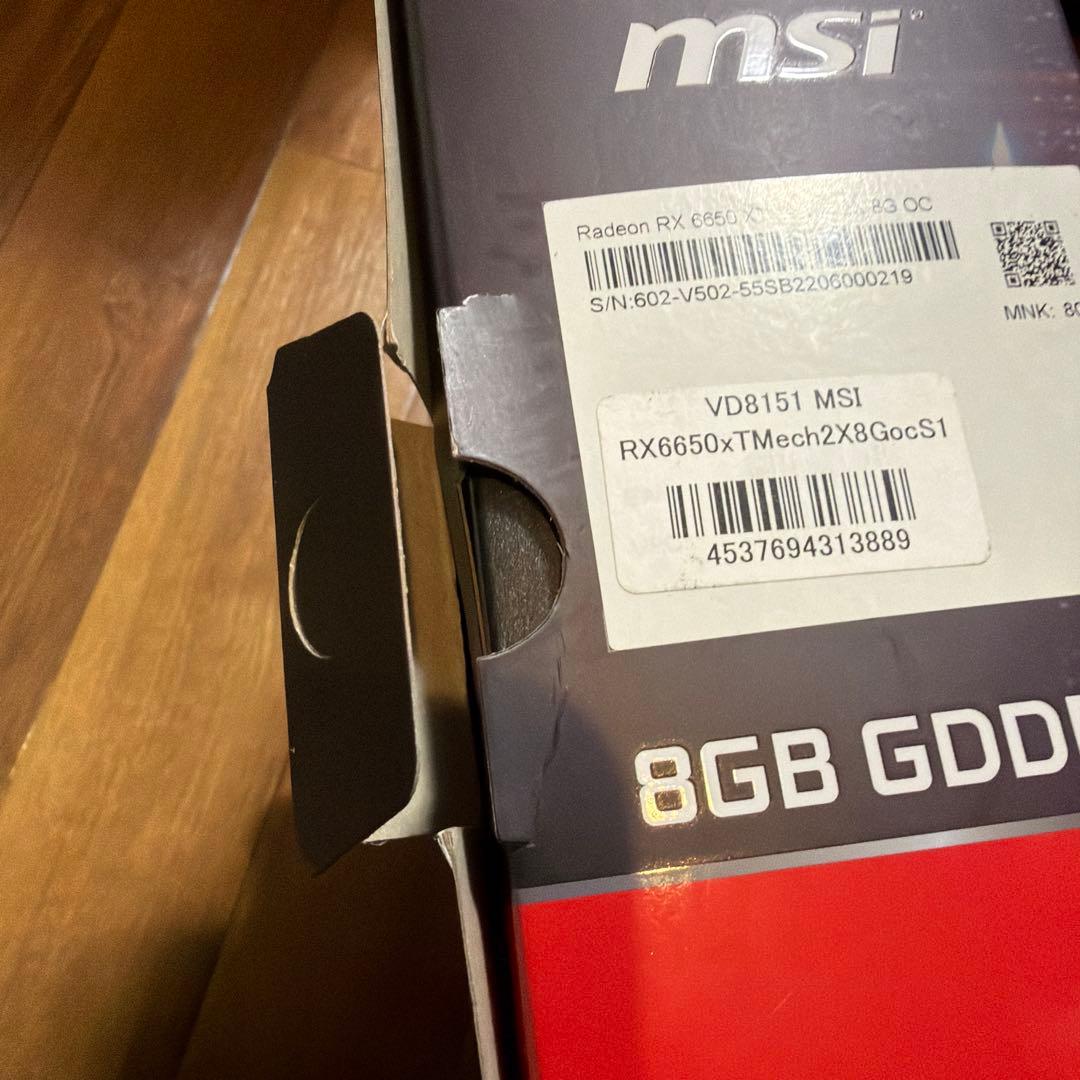 msi
Radeon RX 6650 8G OC
S/N:602-V502-55SB2206000219
MNK:
VD8151 MSI
RX6650xTMech2X8GocS1
4537694313889
8GB GDD